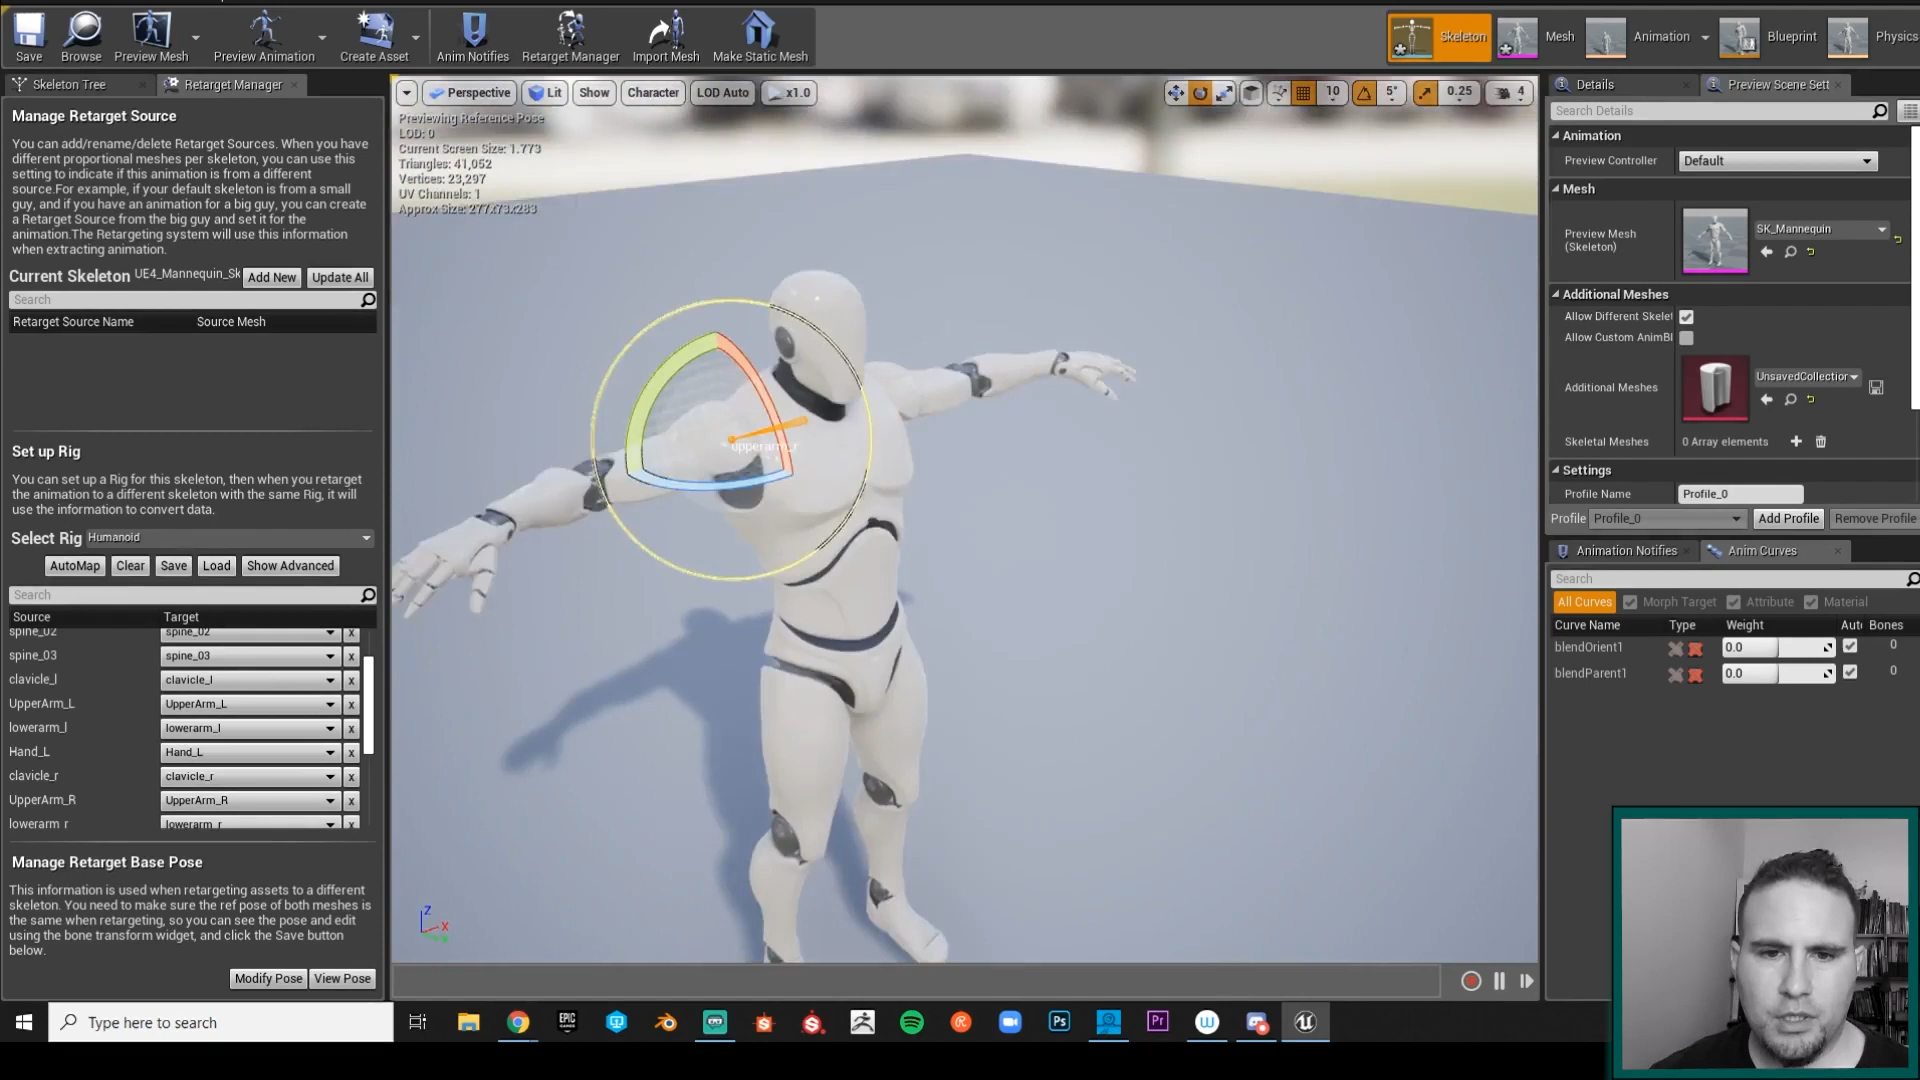 Save
Browse
Preview Mesh
Preview Animation
Create Asset
Anim Notifies
Retarget Manager
Import Mesh
Make Static Mesh
Skeleton
Mesh
Animation
Blueprint
Physics
Skeleton Tree
Retarget Manager
Manage Retarget Source
You can add/rename/delete Retarget Sources. When you have
different proportional meshes per skeleton, you can use this
setting to indicate if this animation is from a different
source.For example, if your default skeleton is from a small
guy, and if you have an animation for a big guy, you can create
a Retarget Source from the big guy and set it for the
animation.The Retargeting system will use this information
when extracting animation.
Current Skeleton UE4_Mannequin_Sk Add New Update All
Search
Retarget Source Name Source Mesh
Set up Rig
You can set up a Rig for this skeleton, then when you retarget
the animation to a different skeleton with the same Rig, it will
use the information to convert data.
Select Rig Humanoid
AutoMap Clear Save Load Show Advanced
Search
Source Target
spine_02 spine_02 x
spine_03 spine_03 x
clavicle_l clavicle_l x
UpperArm_L UpperArm_L x
lowerarm_l lowerarm_l x
Hand_L Hand_L x
clavicle_r clavicle_r x
UpperArm_R UpperArm_R x
lowerarm_r lowerarm_r x
Manage Retarget Base Pose
This information is used when retargeting assets to a different
skeleton. You need to make sure the ref pose of both meshes is
the same when retargeting, so you can see the pose and edit
using the bone transform widget, and click the Save button
below.
Modify Pose View Pose
Perspective Lit Show Character LOD Auto x1.0
10 5° 0.25 4
Previewing Reference Pose
LOD: 0
Current Screen Size: 1.773
Triangles: 41,052
Vertices: 23,297
UV Channels: 1
Approx Size: 277x73x283
upperarm_r
Z
X
Y
Details Preview Scene Sett
Search Details
Animation
Preview Controller Default
Mesh
Preview Mesh
(Skeleton)
SK_Mannequin
Additional Meshes
Allow Different Skelet
Allow Custom AnimBl
Additional Meshes
UnsavedCollection
Skeletal Meshes 0 Array elements
Settings
Profile Name Profile_0
Profile Profile_0 Add Profile Remove Profile
Animation Notifies Anim Curves
Search
All Curves Morph Target Attribute Material
Curve Name Type Weight Auto Bones
blendOrient1 0.0 0
blendParent1 0.0 0
Type here to search
EPIC
GAMES
Ps
Pr